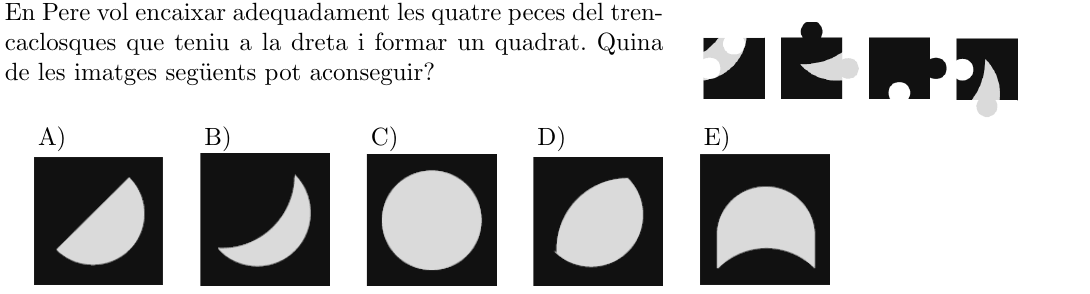 En Pere vol encaixar adequadament les quatre peces del tren-
caclosques que teniu a la dreta i formar un quadrat. Quina
de les imatges següents pot aconseguir?
A)
B)
C)
D)
E)